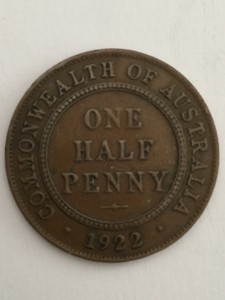 COMMONWEALTH OF AUSTRALIA
ONE
HALF
PENNY
· 1922 ·